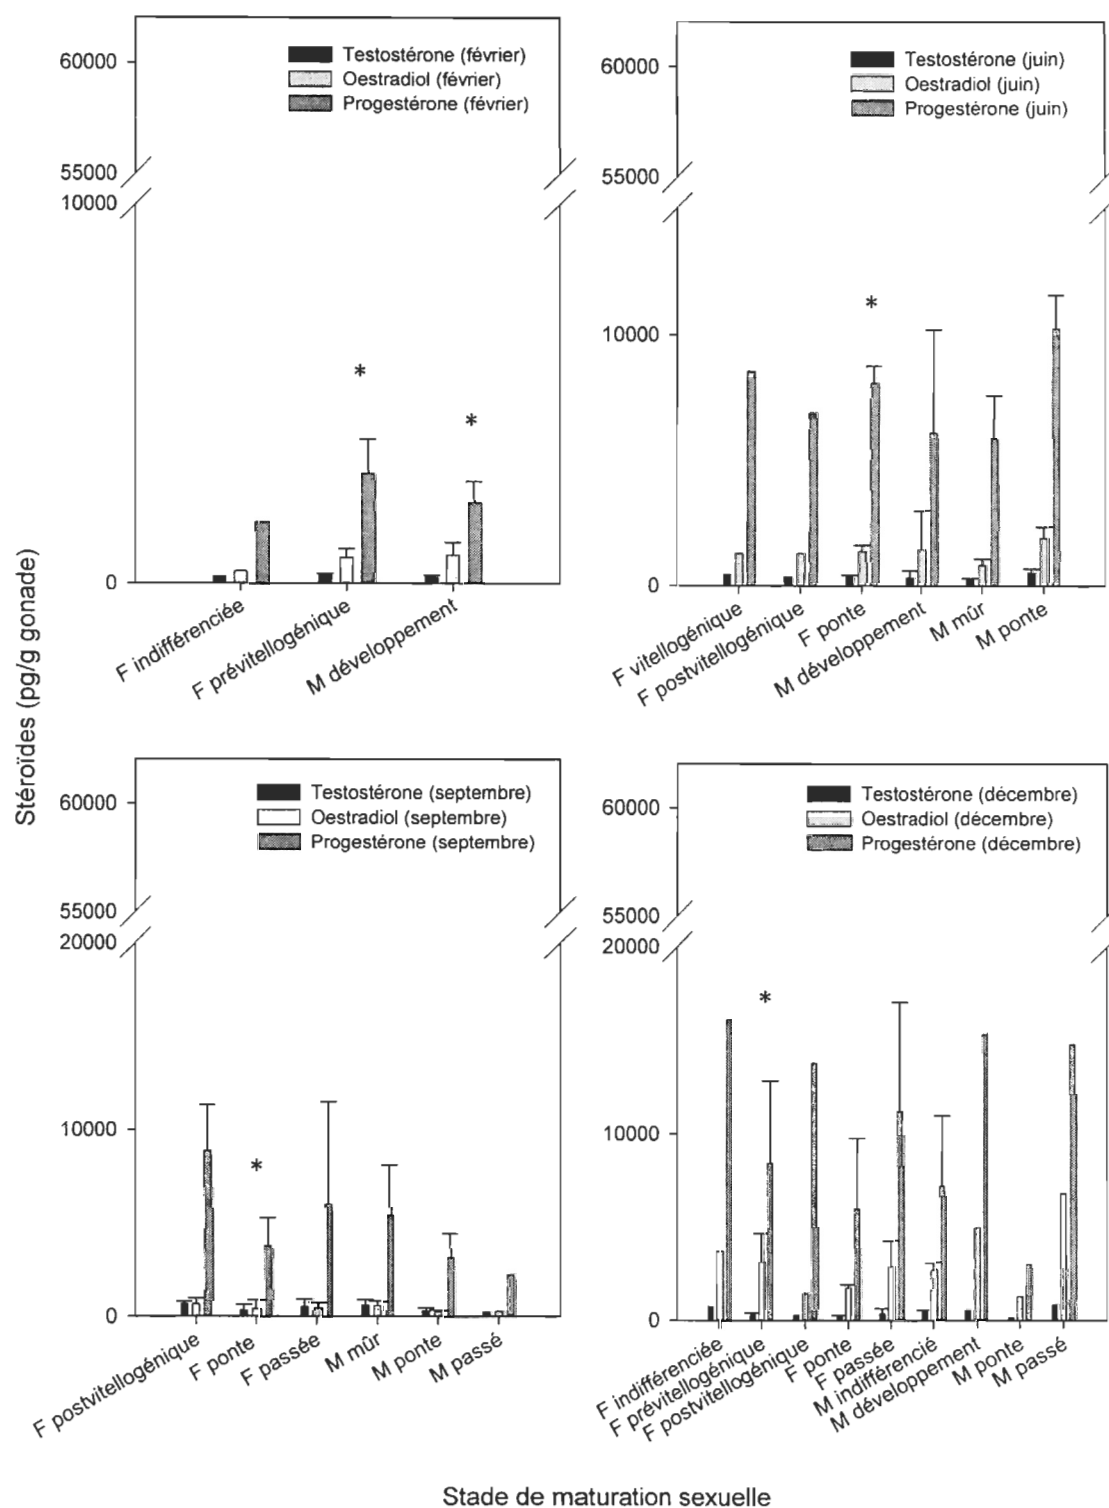 Stéroïdes (pg/g gonade)
60000
55000
10000
0
Testostérone (février)
Oestradiol (février)
Progestérone (février)
*
*
F indifférenciée
F prévitellogénique
M développement
60000
55000
10000
0
Testostérone (juin)
Oestradiol (juin)
Progestérone (juin)
*
F vitellogénique
F postvitellogénique
F ponte
M développement
M mûr
M ponte
60000
55000
20000
10000
0
Testostérone (septembre)
Oestradiol (septembre)
Progestérone (septembre)
*
F postvitellogénique
F ponte
F passée
M mûr
M ponte
M passé
60000
55000
20000
10000
0
Testostérone (décembre)
Oestradiol (décembre)
Progestérone (décembre)
*
F indifférenciée
F prévitellogénique
F postvitellogénique
F ponte
F passée
M indifférencié
M développement
M ponte
M passé
Stade de maturation sexuelle